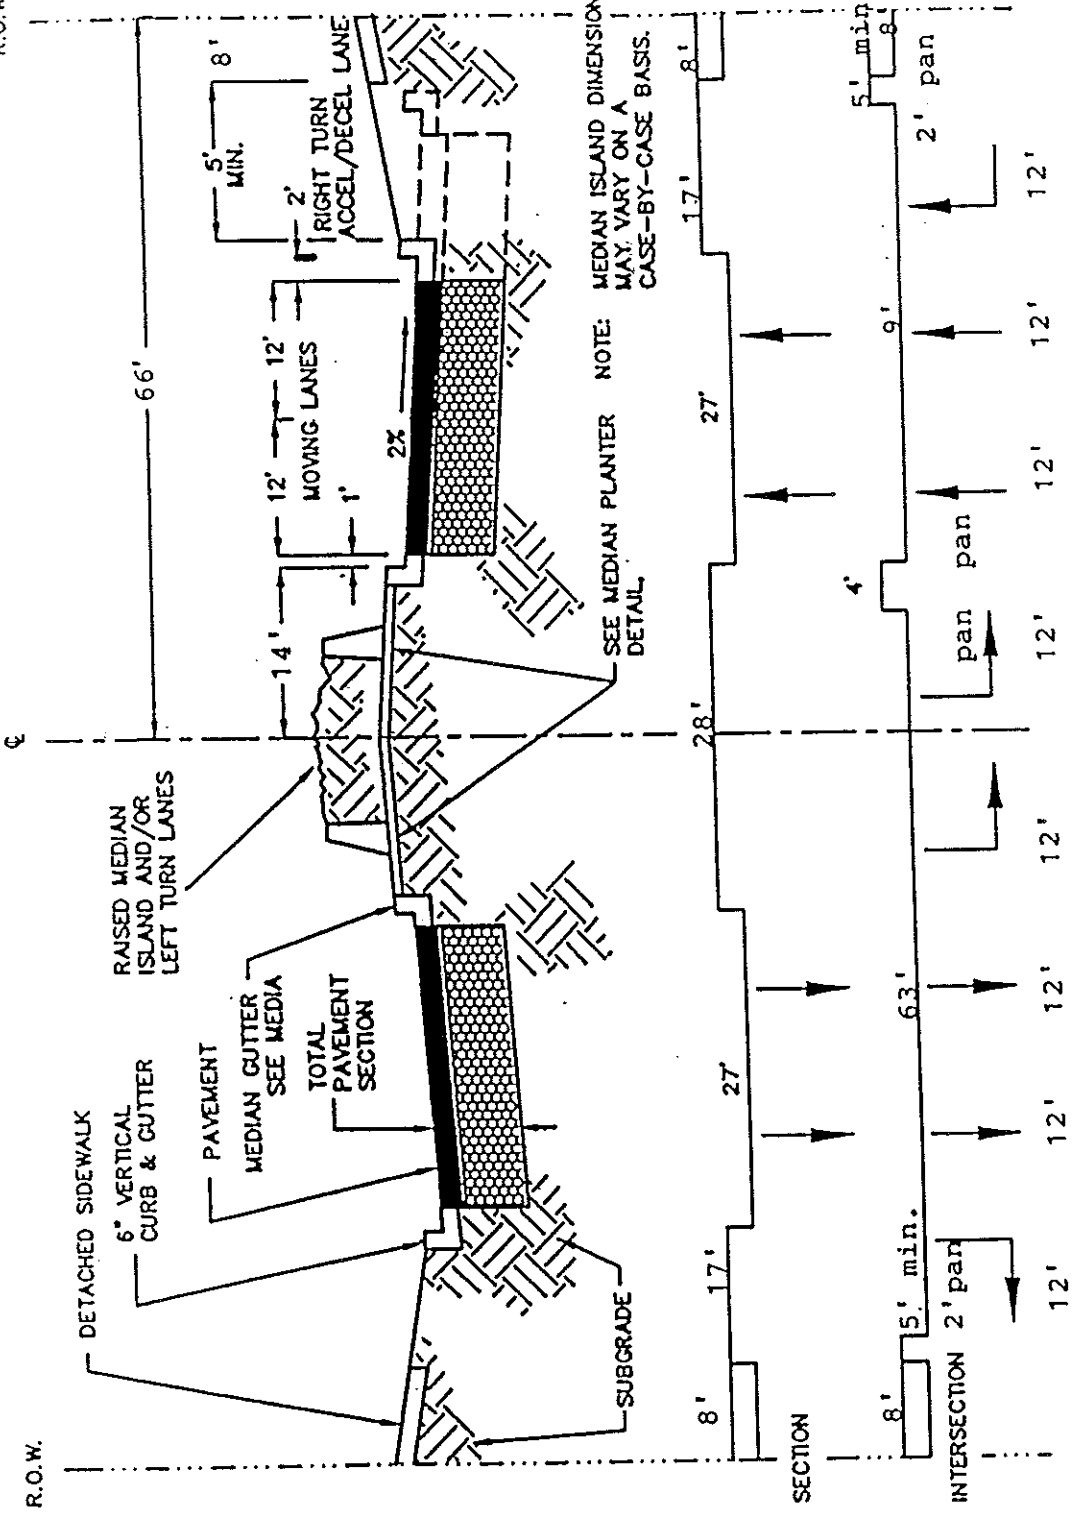 R.O.W.
DETACHED SIDEWALK
6" VERTICAL
CURB & GUTTER
PAVEMENT
MEDIAN GUTTER
SEE MEDIA
TOTAL
PAVEMENT
SECTION
RAISED MEDIAN
ISLAND AND/OR
LEFT TURN LANES
℄
66'
14'
12'
12'
MOVING LANES
1'
2%
5'
MIN.
8'
2'
RIGHT TURN
ACCEL/DECEL LANE
SUBGRADE
SEE MEDIAN PLANTER
DETAIL.
NOTE:
MEDIAN ISLAND DIMENSION
MAY VARY ON A
CASE-BY-CASE BASIS.
8'
17'
27'
28'
27'
17'
8'
SECTION
8'
5' min.
63'
4'
9'
5' min
8'
INTERSECTION
2' pan
pan
pan
2' pan
12'
12'
12'
12'
12'
12'
12'
12'